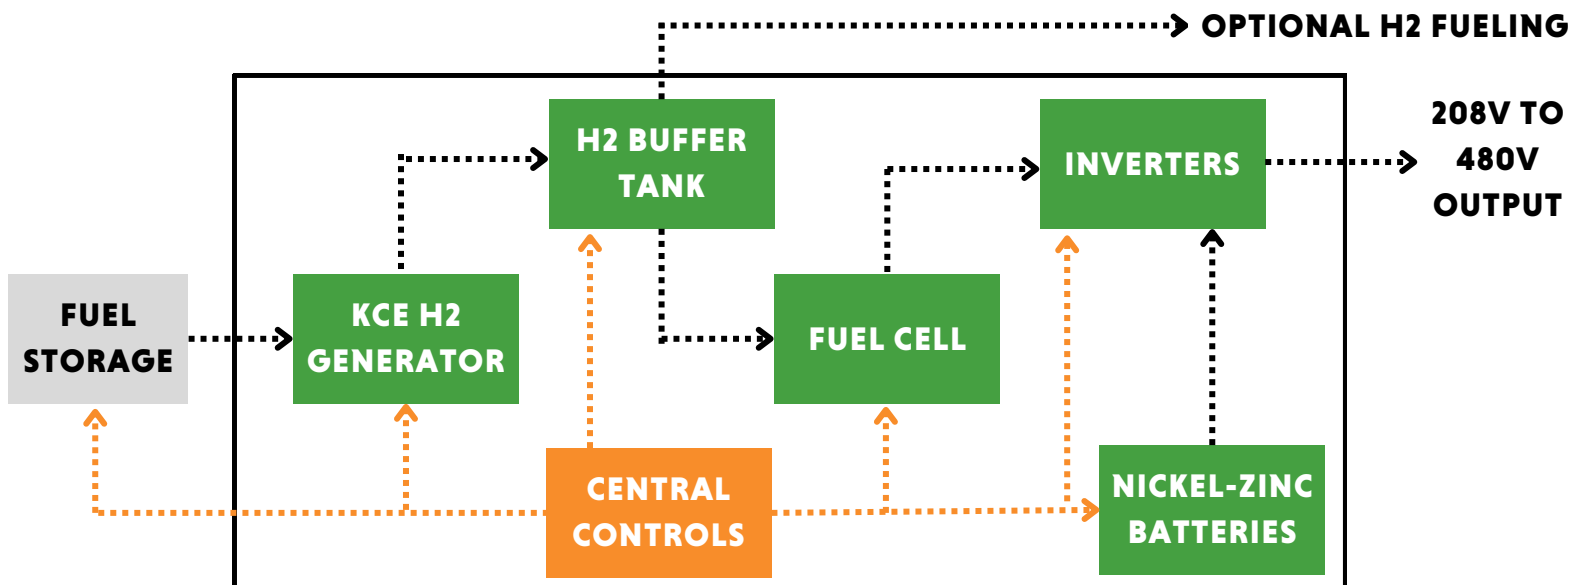 OPTIONAL H2 FUELING
H2 BUFFER
TANK
INVERTERS
208V TO
480V
OUTPUT
FUEL
STORAGE
KCE H2
GENERATOR
FUEL CELL
CENTRAL
CONTROLS
NICKEL-ZINC
BATTERIES